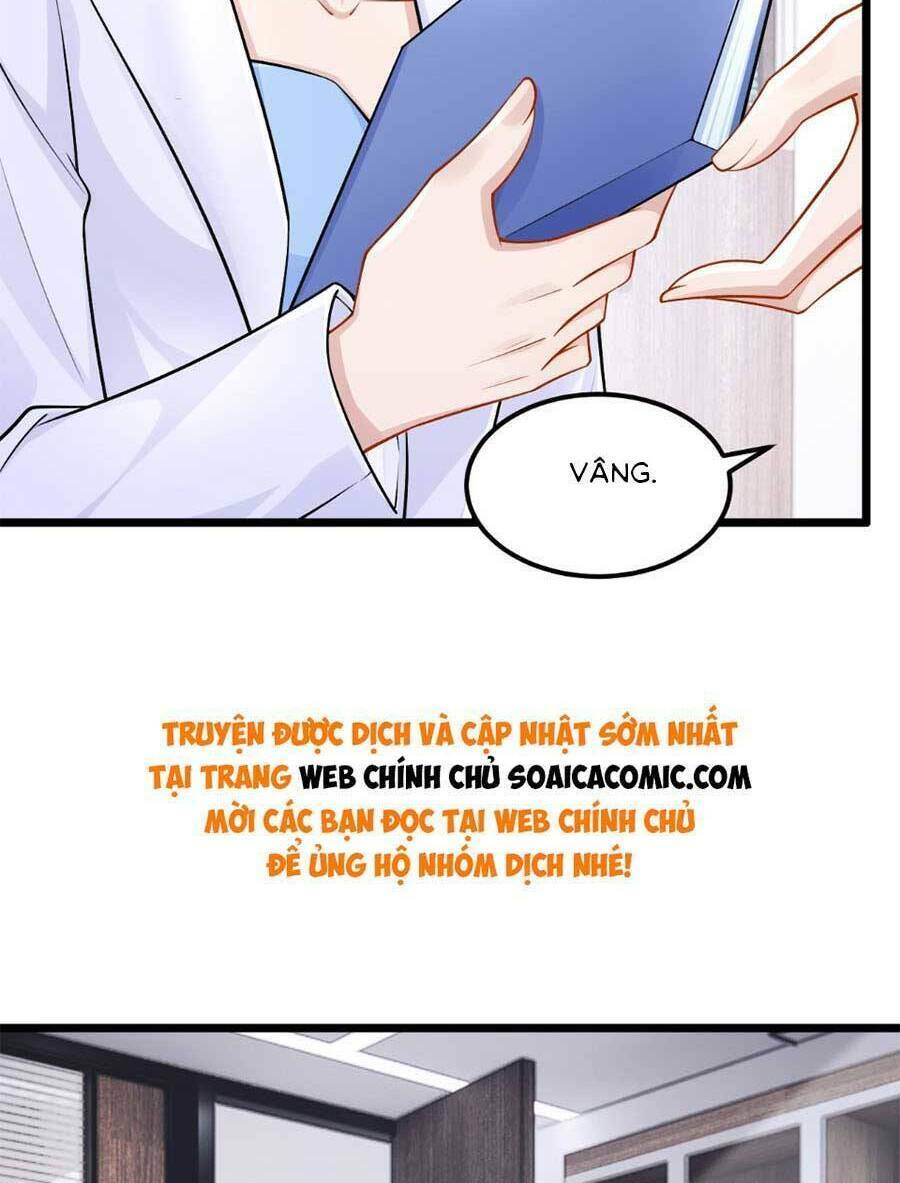 VÂNG.
TRUYỆN ĐƯỢC DỊCH VÀ CẬP NHẬT SỚM NHẤT
TẠI TRANG WEB CHÍNH CHỦ SOAICACOMIC.COM
MỜI CÁC BẠN ĐỌC TẠI WEB CHÍNH CHỦ
ĐỂ ỦNG HỘ NHÓM DỊCH NHÉ!